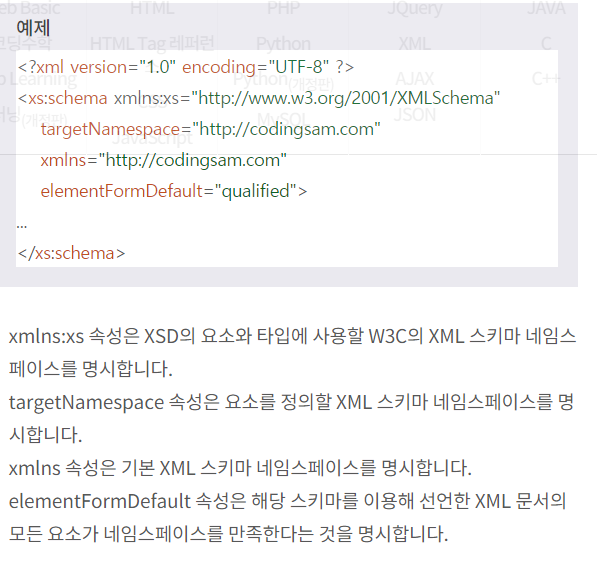 Web Basic HTML PHP JQuery JAVA
예제
코딩수학 HTML Tag 레퍼런 Python XML C
<?xml version="1.0" encoding="UTF-8" ?>
Learning Python(개정판) AJAX C++
<xs:schema xmlns:xs="http://www.w3.org/2001/XMLSchema"
(개정판) MySQL JSON
targetNamespace="http://codingsam.com"
JavaScript
xmlns="http://codingsam.com"
elementFormDefault="qualified">
...
</xs:schema>
xmlns:xs 속성은 XSD의 요소와 타입에 사용할 W3C의 XML 스키마 네임스
페이스를 명시합니다.
targetNamespace 속성은 요소를 정의할 XML 스키마 네임스페이스를 명
시합니다.
xmlns 속성은 기본 XML 스키마 네임스페이스를 명시합니다.
elementFormDefault 속성은 해당 스키마를 이용해 선언한 XML 문서의
모든 요소가 네임스페이스를 만족한다는 것을 명시합니다.